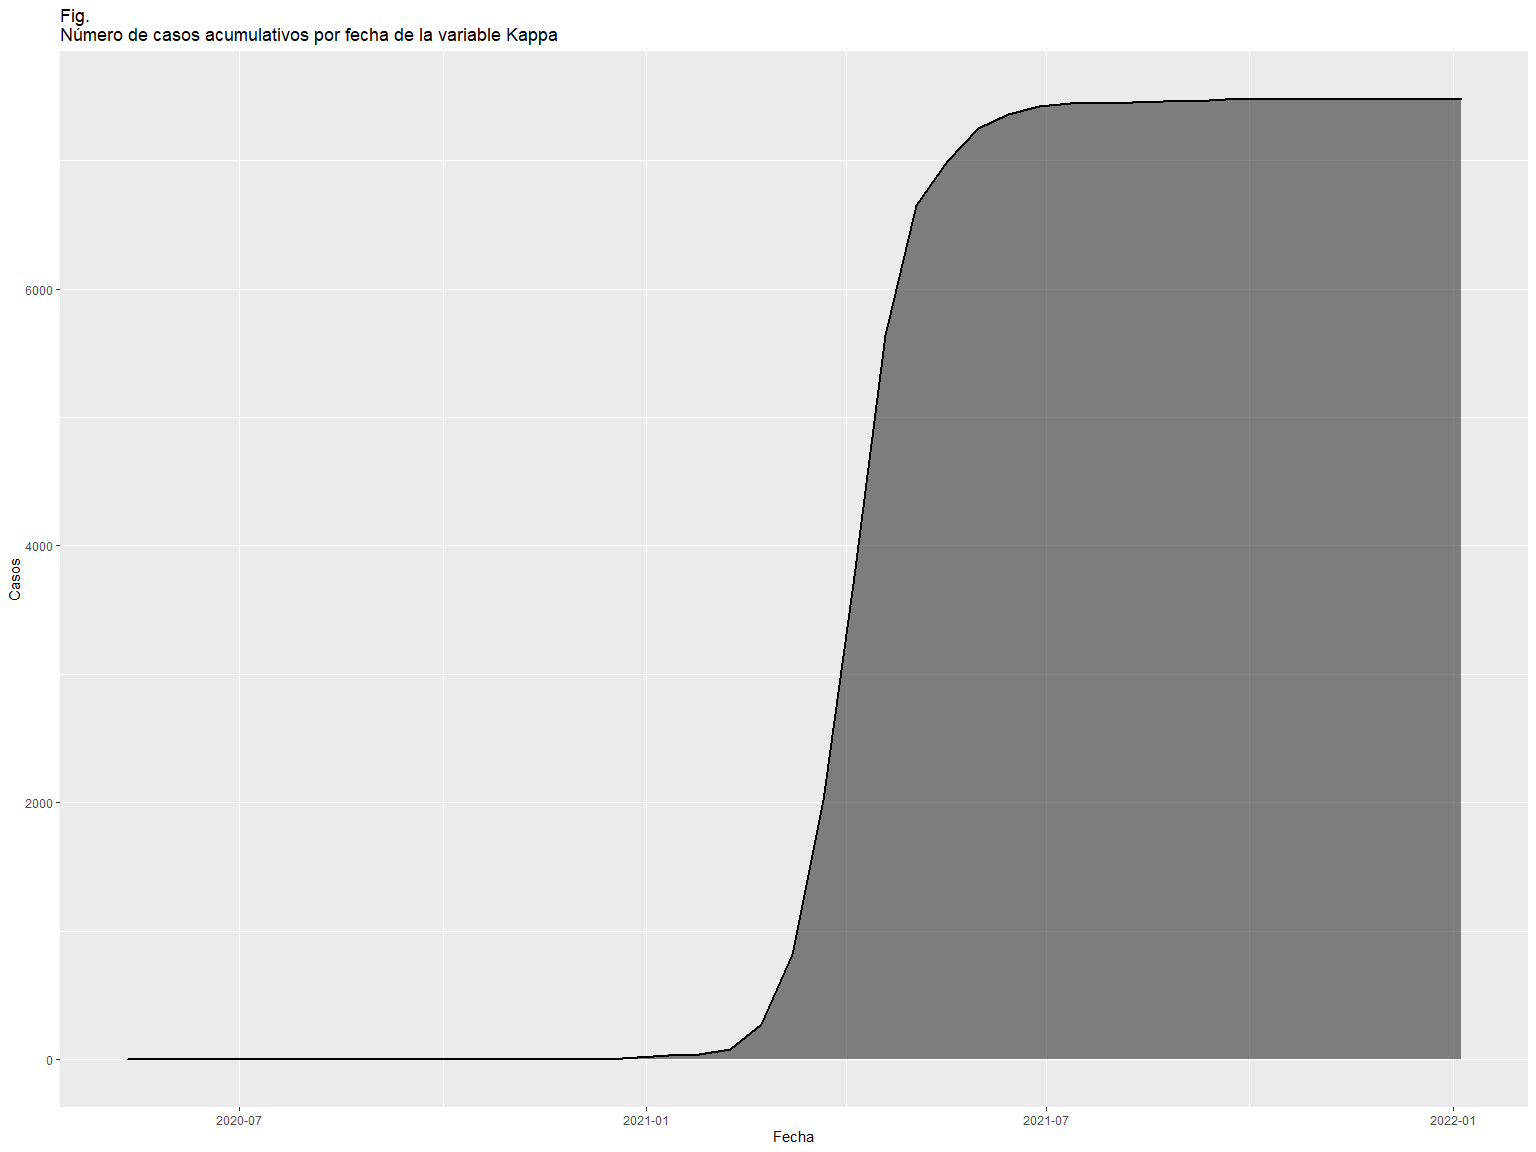 Fig.
Número de casos acumulativos por fecha de la variable Kappa
6000
4000
2000
0
Casos
2020-07
2021-01
2021-07
2022-01
Fecha